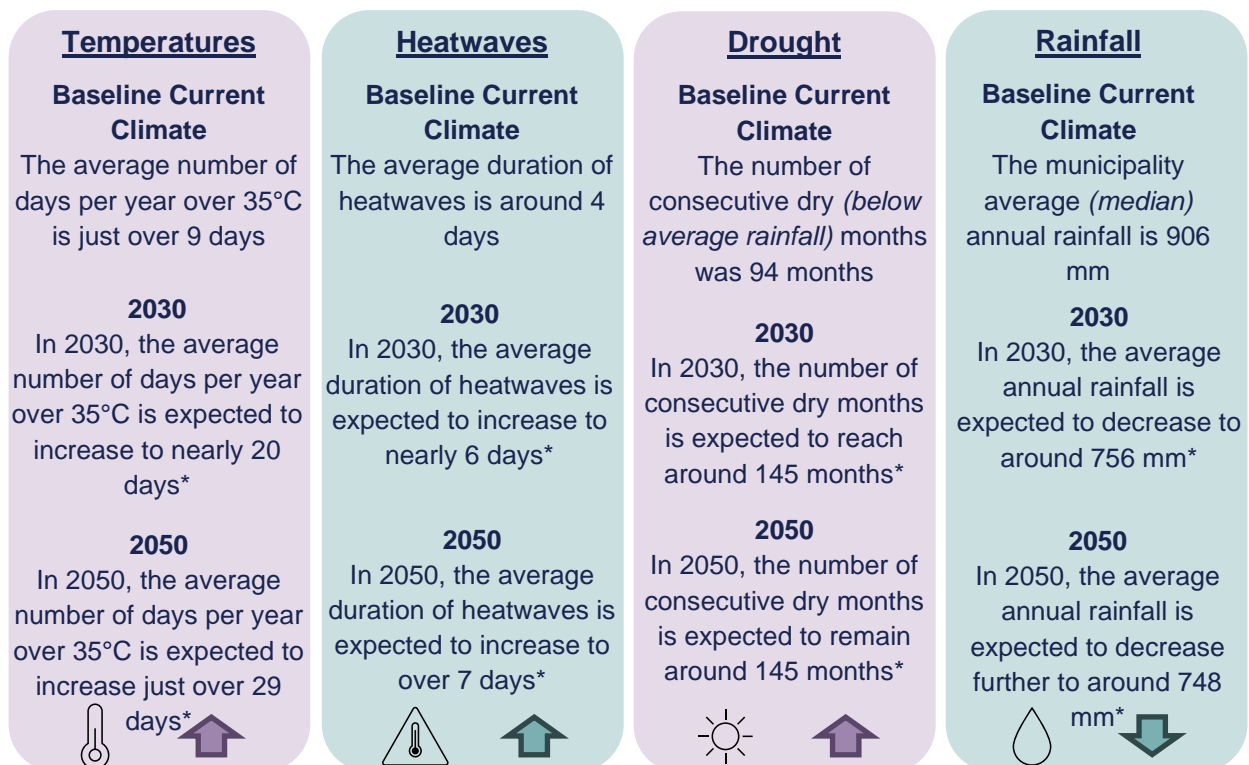 Temperatures
Baseline Current
Climate
The average number of
days per year over 35°C
is just over 9 days
2030
In 2030, the average
number of days per year
over 35°C is expected to
increase to nearly 20
days*
2050
In 2050, the average
number of days per year
over 35°C is expected to
increase just over 29
days*
Heatwaves
Baseline Current
Climate
The average duration of
heatwaves is around 4
days
2030
In 2030, the average
duration of heatwaves is
expected to increase to
nearly 6 days*
2050
In 2050, the average
duration of heatwaves is
expected to increase to
over 7 days*
Drought
Baseline Current
Climate
The number of
consecutive dry (below
average rainfall) months
was 94 months
2030
In 2030, the number of
consecutive dry months
is expected to reach
around 145 months*
2050
In 2050, the number of
consecutive dry months
is expected to remain
around 145 months*
Rainfall
Baseline Current
Climate
The municipality
average (median)
annual rainfall is 906
mm
2030
In 2030, the average
annual rainfall is
expected to decrease to
around 756 mm*
2050
In 2050, the average
annual rainfall is
expected to decrease
further to around 748
mm*